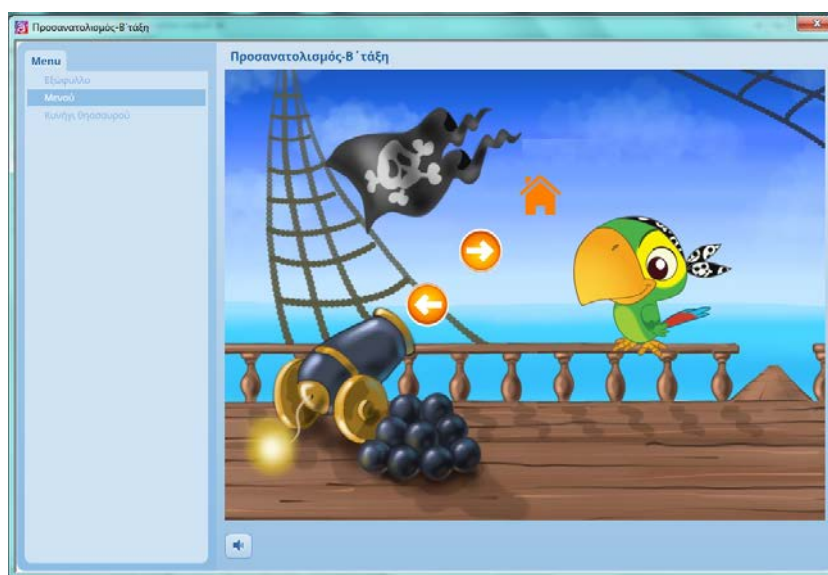 Προσανατολισμός-Β΄τάξη
Menu
Εξώφυλλο
Μενού
Κυνήγι θησαυρού
Προσανατολισμός-Β΄τάξη